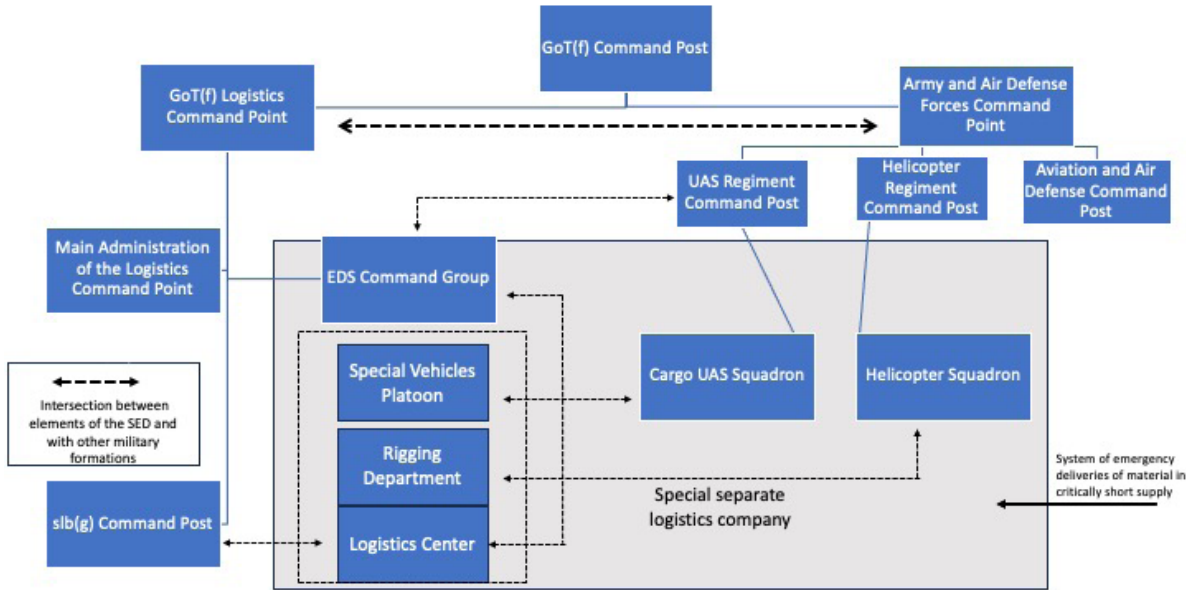 GoT(f) Command Post
GoT(f) Logistics
Command Point
Army and Air Defense
Forces Command
Point
UAS Regiment
Command Post
Helicopter
Regiment
Command Post
Aviation and Air
Defense Command
Post
Main Administration
of the Logistics
Command Point
EDS Command Group
Special Vehicles
Platoon
Cargo UAS Squadron
Helicopter Squadron
Intersection between
elements of the SED and
with other military
formations
Rigging
Department
System of emergency
deliveries of material in
critically short supply
Special separate
logistics company
slb(g) Command Post
Logistics Center